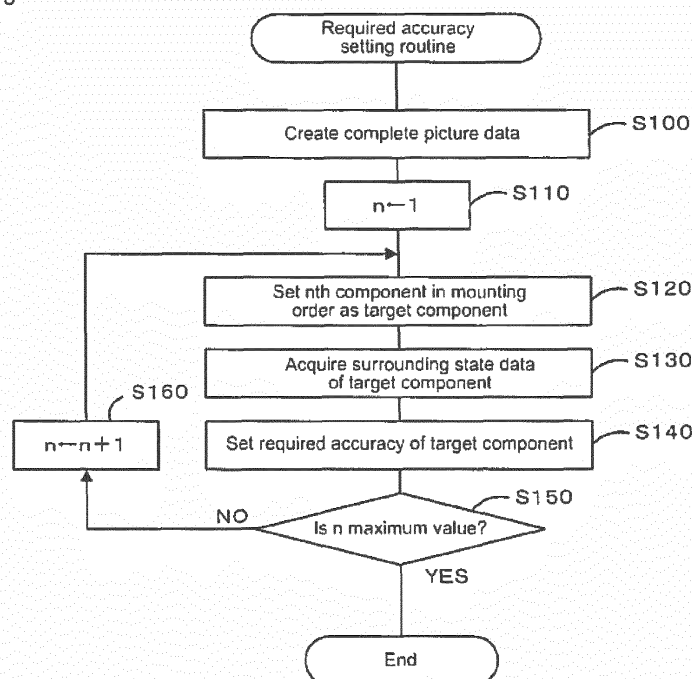 Required accuracy
setting routine
Create complete picture data
S100
n←1
S110
Set nth component in mounting
order as target component
S120
Acquire surrounding state data
of target component
S130
S160
n←n+1
Set required accuracy of target component
S140
S150
Is n maximum value?
NO
YES
End